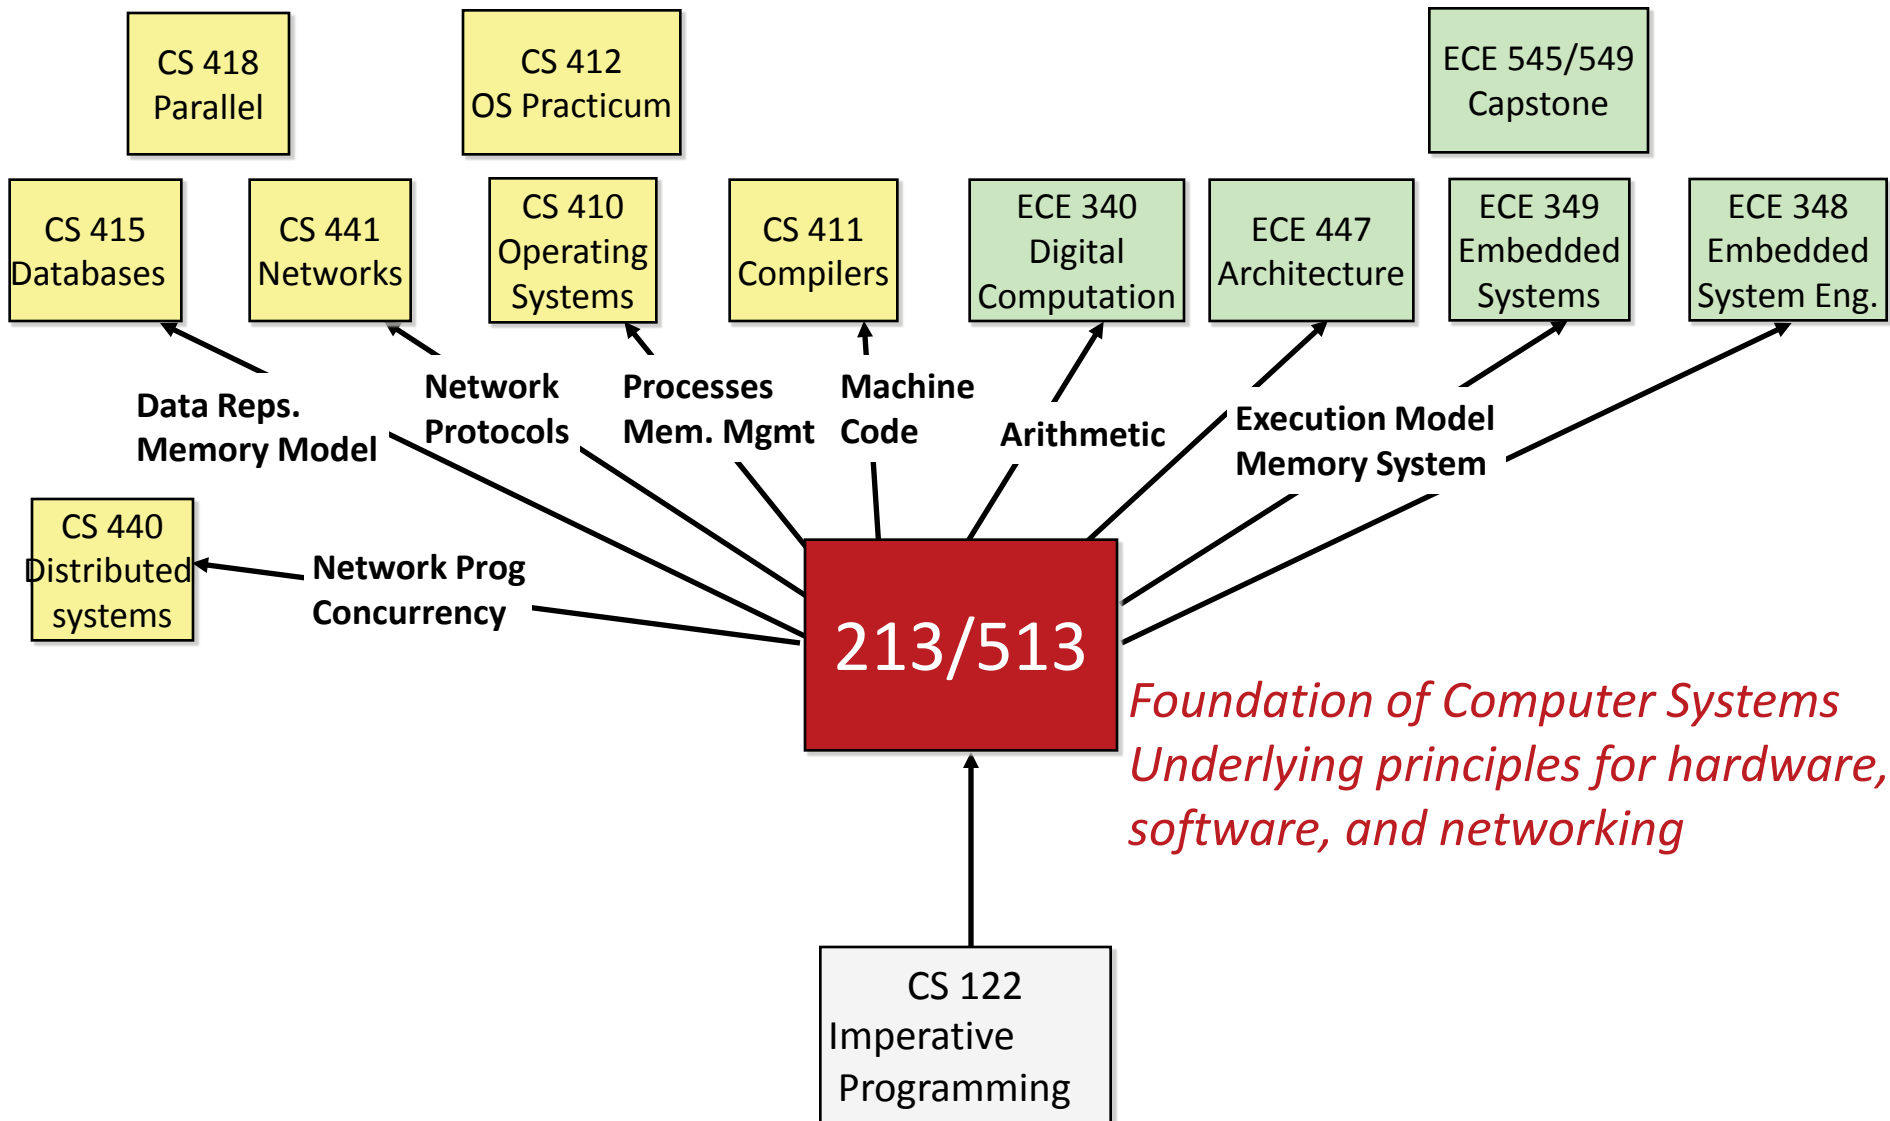 CS 418
Parallel
CS 412
OS Practicum
ECE 545/549
Capstone
CS 415
Databases
CS 441
Networks
CS 410
Operating
Systems
CS 411
Compilers
ECE 340
Digital
Computation
ECE 447
Architecture
ECE 349
Embedded
Systems
ECE 348
Embedded
System Eng.
Data Reps.
Memory Model
Network
Protocols
Processes
Mem. Mgmt
Machine
Code
Arithmetic
Execution Model
Memory System
CS 440
Distributed
systems
Network Prog
Concurrency
213/513
Foundation of Computer Systems
Underlying principles for hardware,
software, and networking
CS 122
Imperative
Programming